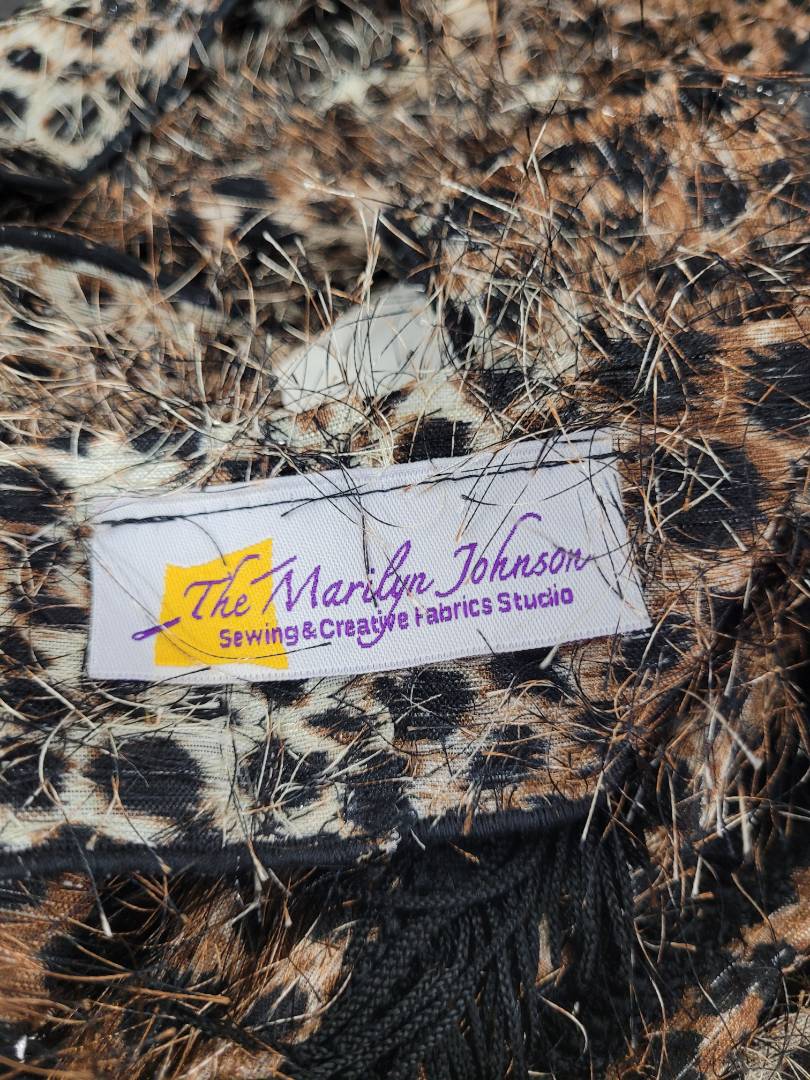 The Marilyn Johnson
Sewing & Creative Fabrics Studio